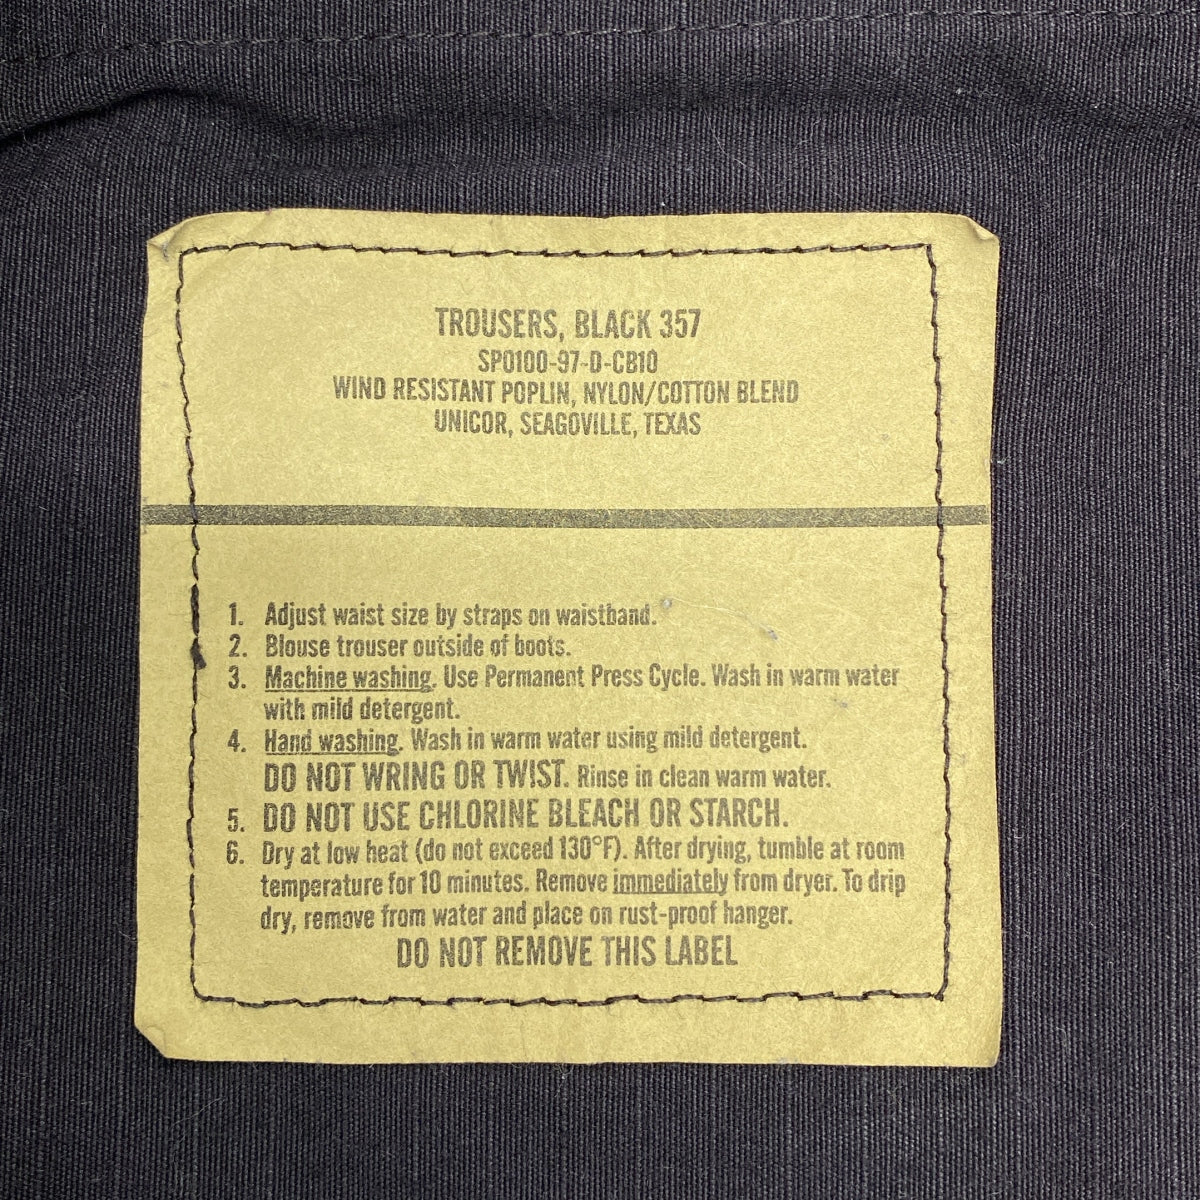 TROUSERS, BLACK 357
SPO100-97-D-CB10
WIND RESISTANT POPLIN, NYLON/COTTON BLEND
UNICOR, SEAGOVILLE, TEXAS
1. Adjust waist size by straps on waistband.
2. Blouse trouser outside of boots.
3. Machine washing. Use Permanent Press Cycle. Wash in warm water
with mild detergent.
4. Hand washing. Wash in warm water using mild detergent.
DO NOT WRING OR TWIST. Rinse in clean warm water.
5. DO NOT USE CHLORINE BLEACH OR STARCH.
6. Dry at low heat (do not exceed 130°F). After drying, tumble at room
temperature for 10 minutes. Remove immediately from dryer. To drip
dry, remove from water and place on rust-proof hanger.
DO NOT REMOVE THIS LABEL